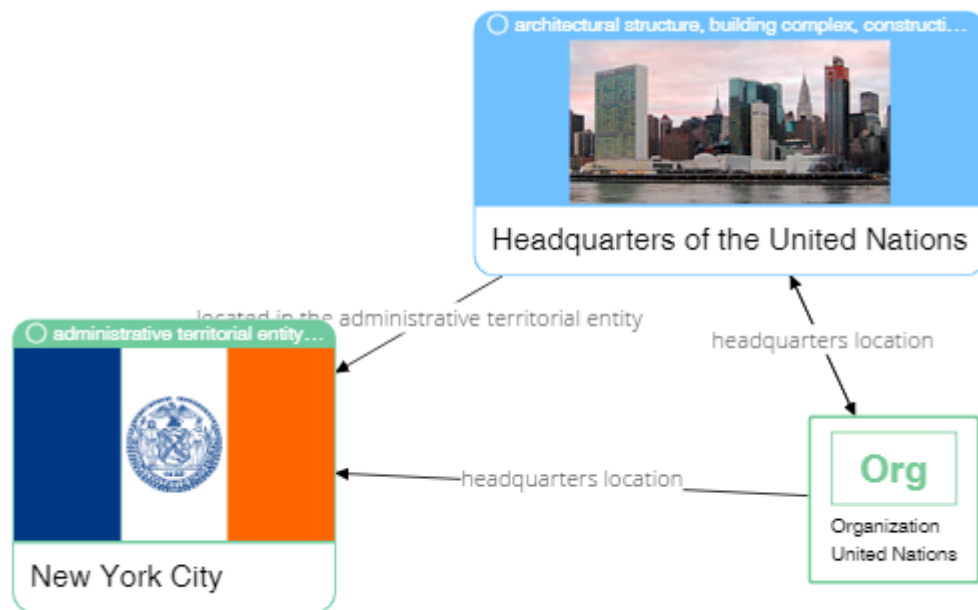 architectural structure, building complex, constructi...
Headquarters of the United Nations
located in the administrative territorial entity
administrative territorial entity...
headquarters location
Org
headquarters location
Organization
United Nations
New York City